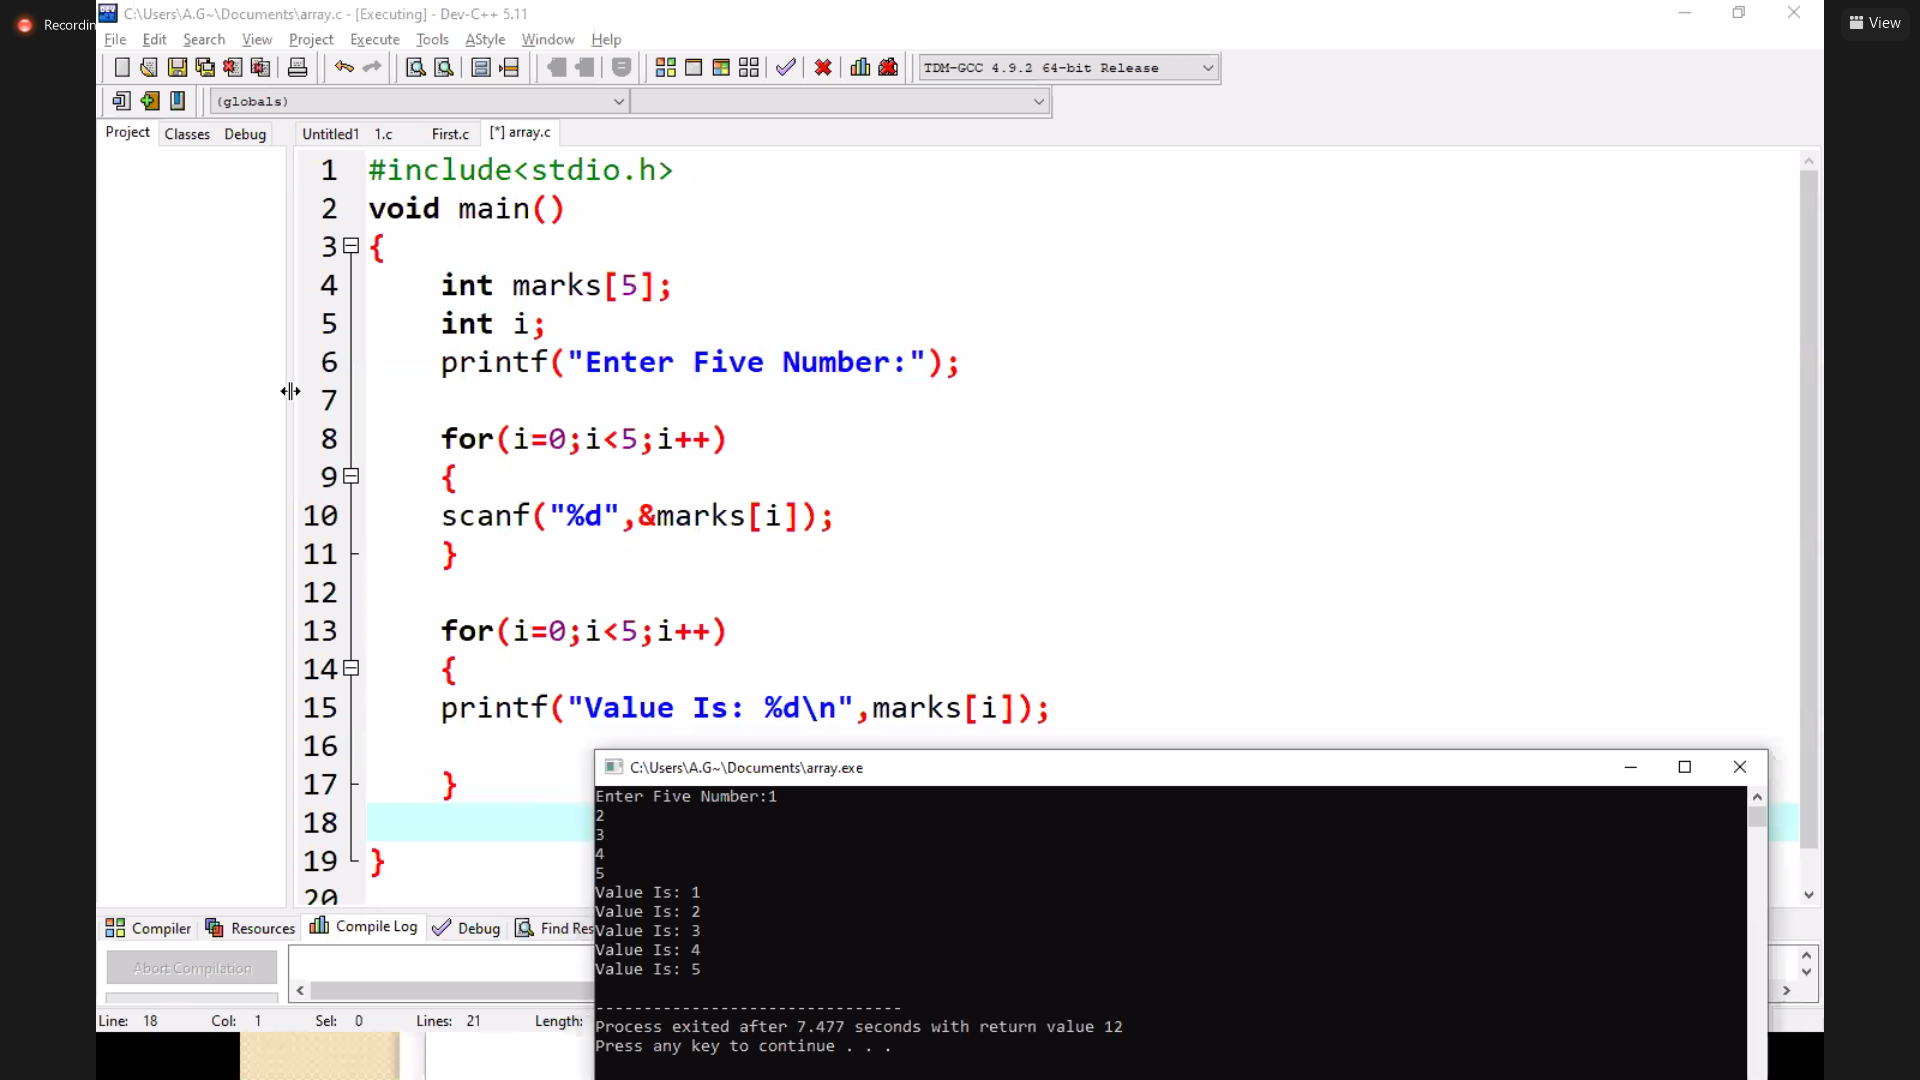 Recordin
C:\Users\A.G~\Documents\array.c - [Executing] - Dev-C++ 5.11
View
File Edit Search View Project Execute Tools AStyle Window Help
TDM-GCC 4.9.2 64-bit Release
(globals)
Project Classes Debug Untitled1 1.c First.c [*] array.c
1 #include<stdio.h>
2 void main()
3 {
4 int marks[5];
5 int i;
6 printf("Enter Five Number:");
7
8 for(i=0;i<5;i++)
9 {
10 scanf("%d",&marks[i]);
11 }
12
13 for(i=0;i<5;i++)
14 {
15 printf("Value Is: %d\n",marks[i]);
16
17 }
18
19 }
20
C:\Users\A.G~\Documents\array.exe
Enter Five Number:1
2
3
4
5
Value Is: 1
Value Is: 2
Value Is: 3
Value Is: 4
Value Is: 5
--------------------------------
Process exited after 7.477 seconds with return value 12
Press any key to continue . . .
Compiler Resources Compile Log Debug Find Res
Abort Compilation
Line: 18 Col: 1 Sel: 0 Lines: 21 Length: